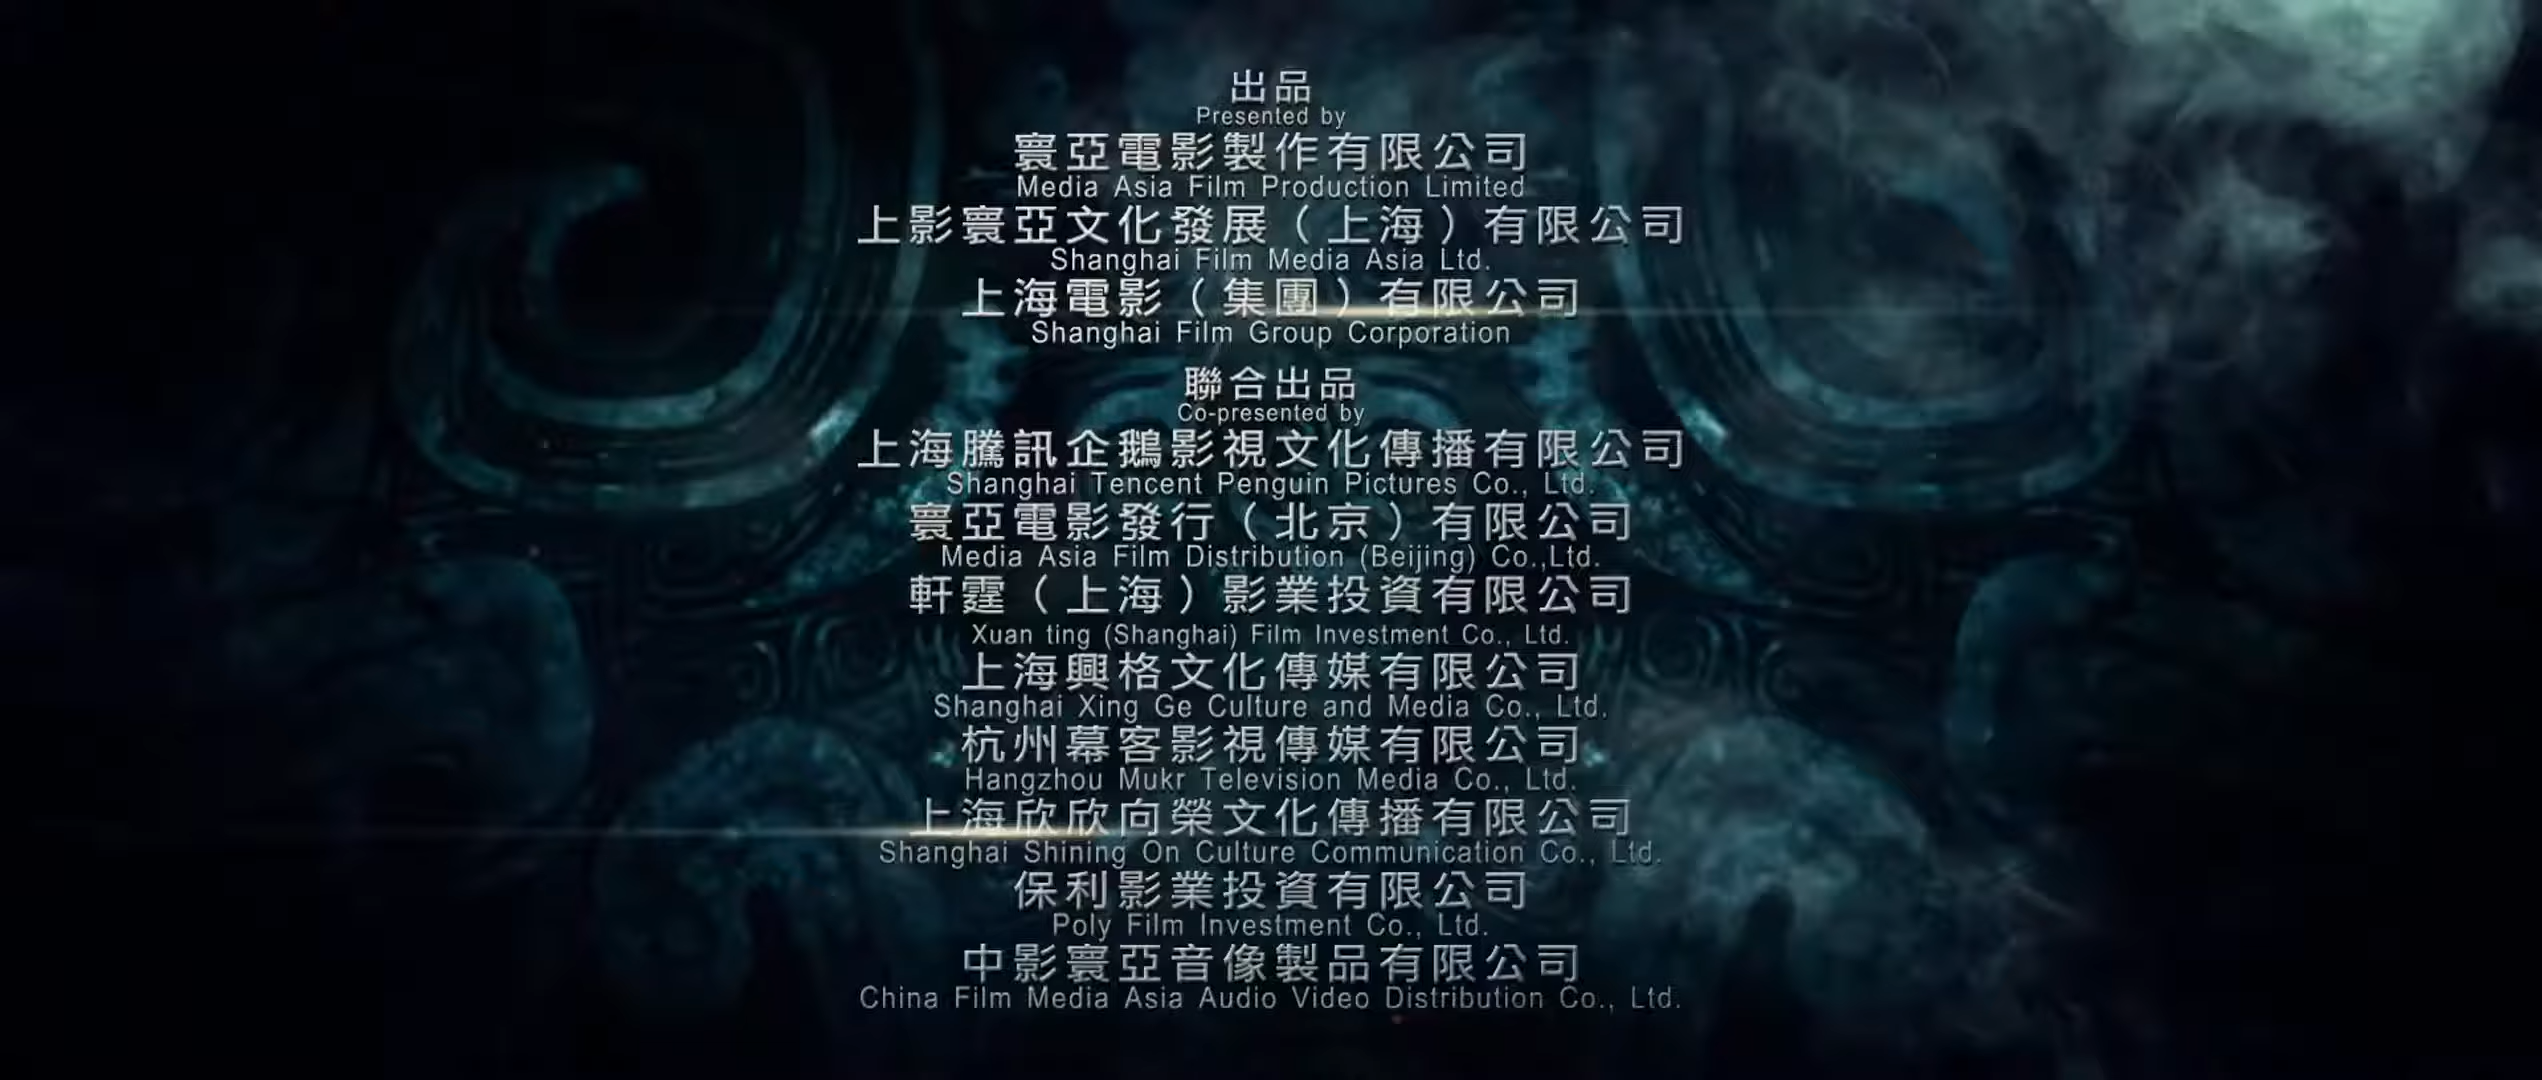 出品
Presented by
寰亞電影製作有限公司
Media Asia Film Production Limited
上影寰亞文化發展（上海）有限公司
Shanghai Film Media Asia Ltd.
上海電影（集團）有限公司
Shanghai Film Group Corporation
聯合出品
Co-presented by
上海騰訊企鵝影視文化傳播有限公司
Shanghai Tencent Penguin Pictures Co., Ltd.
寰亞電影發行（北京）有限公司
Media Asia Film Distribution (Beijing) Co.,Ltd.
軒霆（上海）影業投資有限公司
Xuan ting (Shanghai) Film Investment Co., Ltd.
上海興格文化傳媒有限公司
Shanghai Xing Ge Culture and Media Co., Ltd.
杭州幕客影視傳媒有限公司
Hangzhou Mukr Television Media Co., Ltd.
上海欣欣向榮文化傳播有限公司
Shanghai Shining On Culture Communication Co., Ltd.
保利影業投資有限公司
Poly Film Investment Co., Ltd.
中影寰亞音像製品有限公司
China Film Media Asia Audio Video Distribution Co., Ltd.